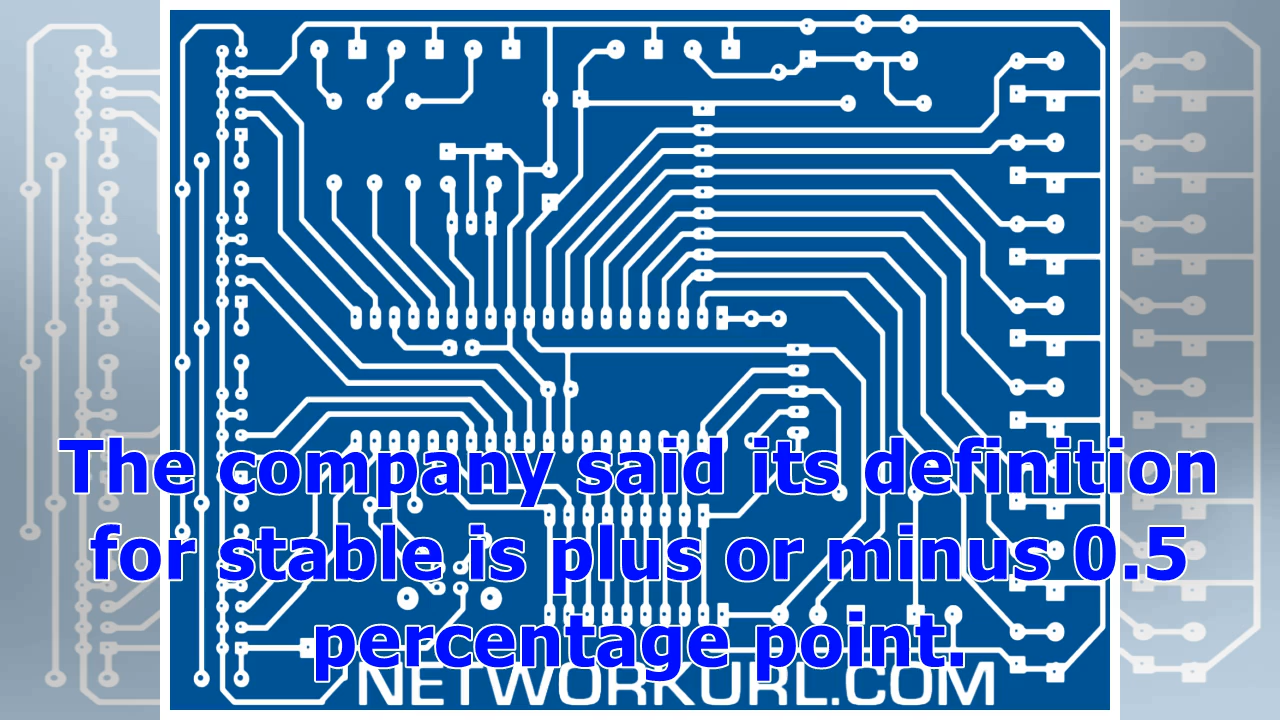 The company said its definition
for stable is plus or minus 0.5
percentage point.
NETWORKURL.COM